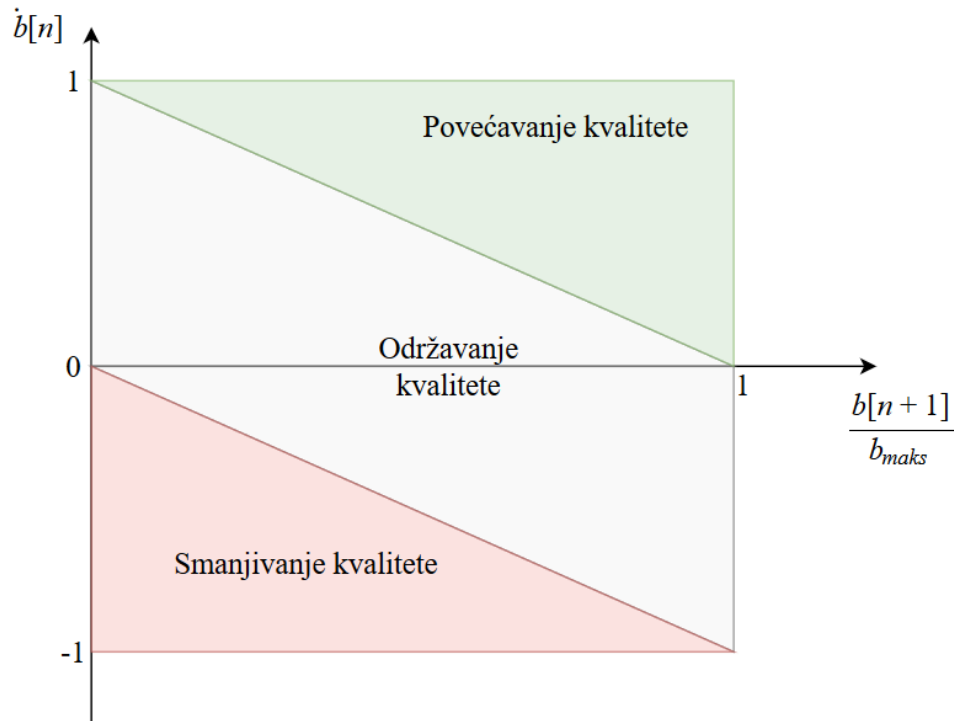 ḃ[n]
1
Povećavanje kvalitete
0
Održavanje
kvalitete
1
b[n + 1]
b_maks
Smanjivanje kvalitete
-1